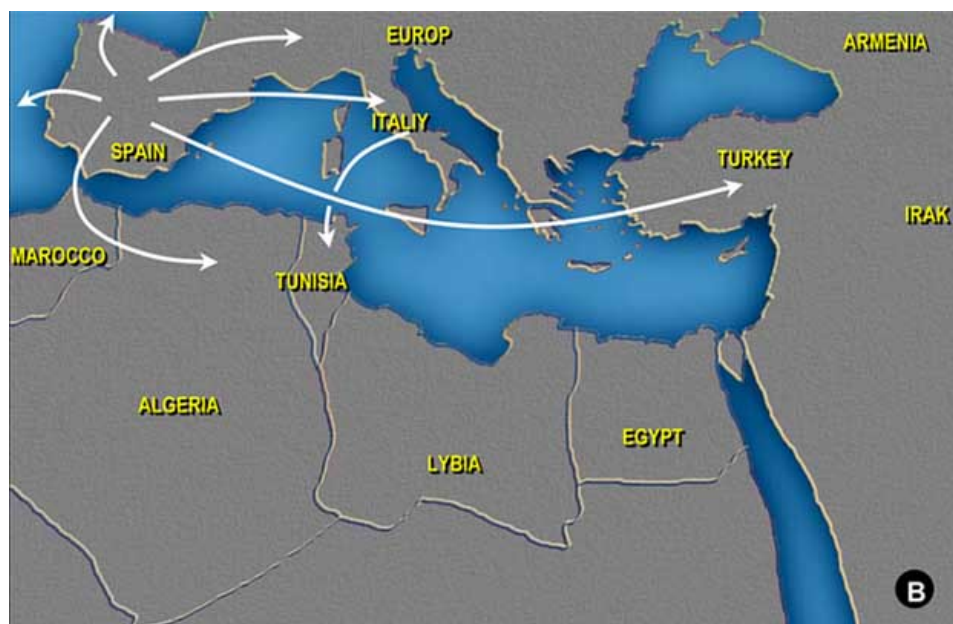 EUROP
ARMENIA
ITALIY
SPAIN
TURKEY
IRAK
MAROCCO
TUNISIA
ALGERIA
EGYPT
LYBIA
B